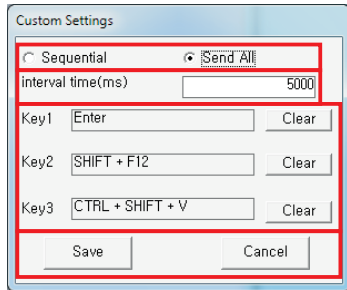 Custom Settings
Sequential Send All
interval time(ms) 5000
Key1 Enter Clear
Key2 SHIFT + F12 Clear
Key3 CTRL + SHIFT + V Clear
Save Cancel